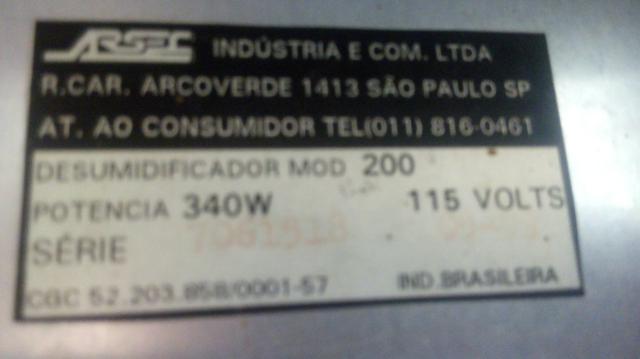 ARSEC INDÚSTRIA E COM. LTDA
R.CAR. ARCOVERDE 1413 SÃO PAULO SP
AT. AO CONSUMIDOR TEL(011) 816-0461
DESUMIDIFICADOR MOD 200
POTENCIA 340W 115 VOLTS
SÉRIE 7061518
CGC 52.203.858/0001-57 IND.BRASILEIRA